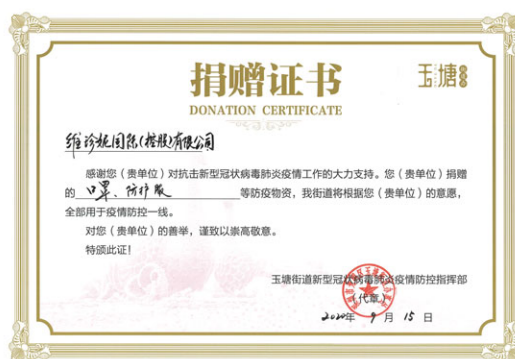 捐赠证书
玉塘
DONATION CERTIFICATE
维珍妮国际(控股)有限公司
感谢您（贵单位）对抗击新型冠状病毒肺炎疫情工作的大力支持。您（贵单位）捐赠
的 口罩、防护服 等防疫物资，我街道将根据您（贵单位）的意愿，
全部用于疫情防控一线。
对您（贵单位）的善举，谨致以崇高敬意。
特颁此证！
玉塘街道新型冠状病毒肺炎疫情防控指挥部
代章
2020年 9 月 15 日